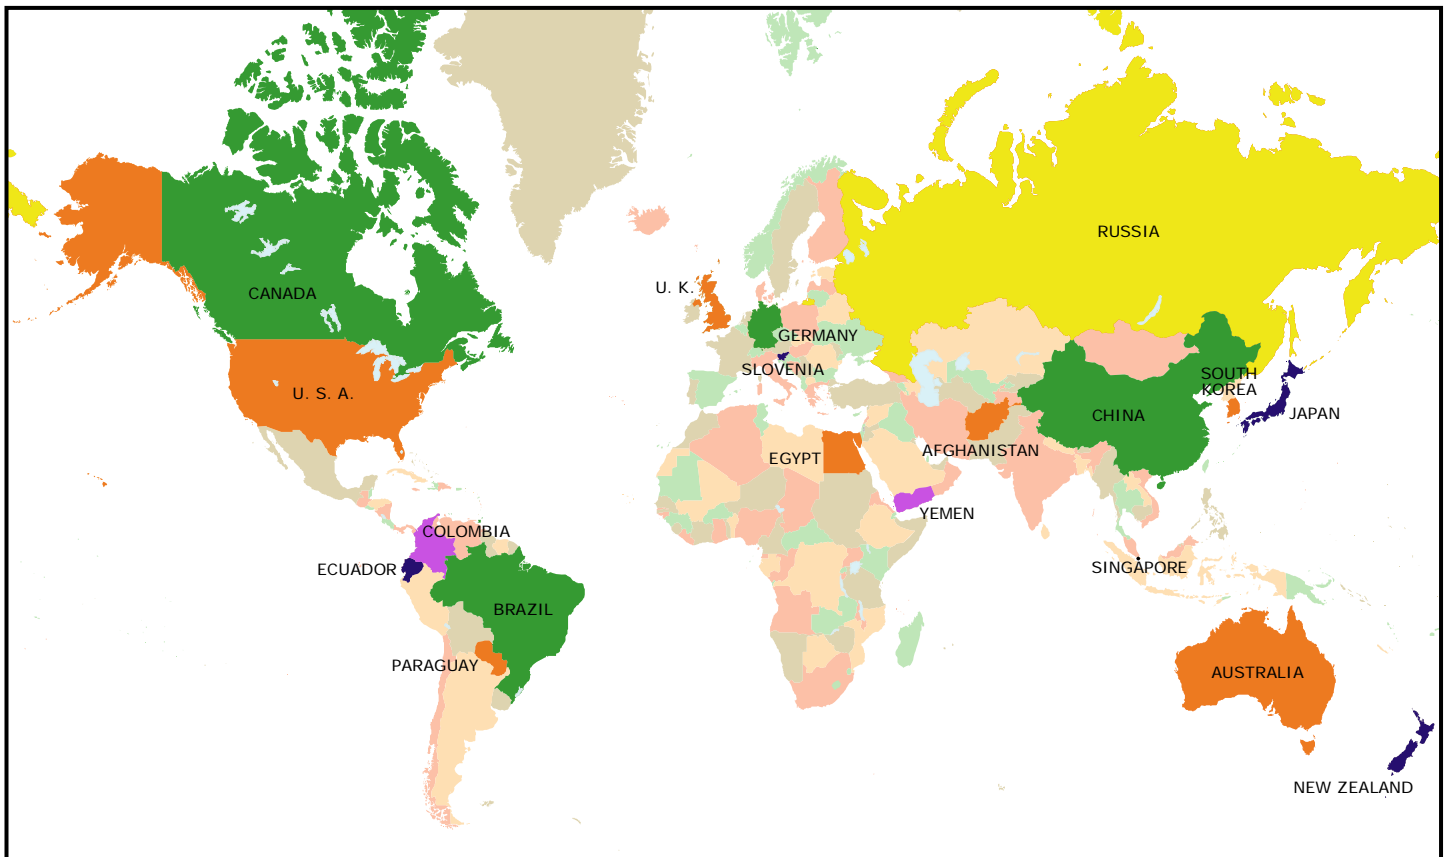 RUSSIA
U. K.
CANADA
GERMANY
SLOVENIA
SOUTH
KOREA
U. S. A.
JAPAN
CHINA
AFGHANISTAN
EGYPT
YEMEN
COLOMBIA
ECUADOR
SINGAPORE
BRAZIL
PARAGUAY
AUSTRALIA
NEW ZEALAND